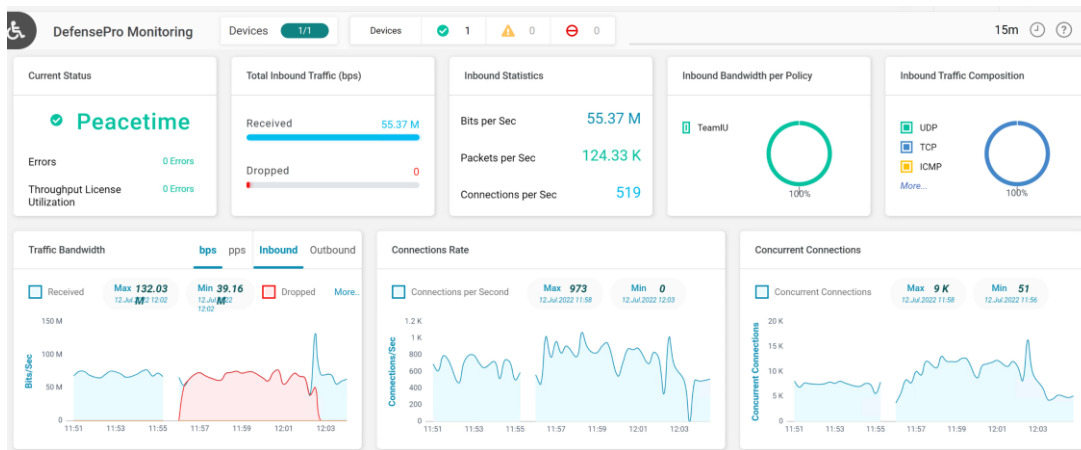 DefensePro Monitoring
Devices 1/1
Devices 1 0 0
15m ?
Current Status
Peacetime
Errors 0 Errors
Throughput License Utilization 0 Errors
Total Inbound Traffic (bps)
Received 55.37 M
Dropped 0
Inbound Statistics
Bits per Sec 55.37 M
Packets per Sec 124.33 K
Connections per Sec 519
Inbound Bandwidth per Policy
TeamIU
100%
Inbound Traffic Composition
UDP
TCP
ICMP
More...
100%
Traffic Bandwidth bps pps Inbound Outbound
Received Max 132.03 M 12.Jul.2022 12:02 Min 39.16 M 12.Jul.2022 12:02 Dropped More..
150 M
100 M
50 M
0
Bits/Sec
11:51 11:53 11:55 11:57 11:59 12:01 12:03
Connections Rate
Connections per Second Max 973 12.Jul.2022 11:58 Min 0 12.Jul.2022 12:03
1.2 K
1 K
800
600
400
200
0
Connections/Sec
11:51 11:53 11:55 11:57 11:59 12:01 12:03
Concurrent Connections
Concurrent Connections Max 9 K 12.Jul.2022 11:58 Min 51 12.Jul.2022 11:56
20 K
15 K
10 K
5 K
0
Concurrent Connections
11:51 11:53 11:55 11:57 11:59 12:01 12:03